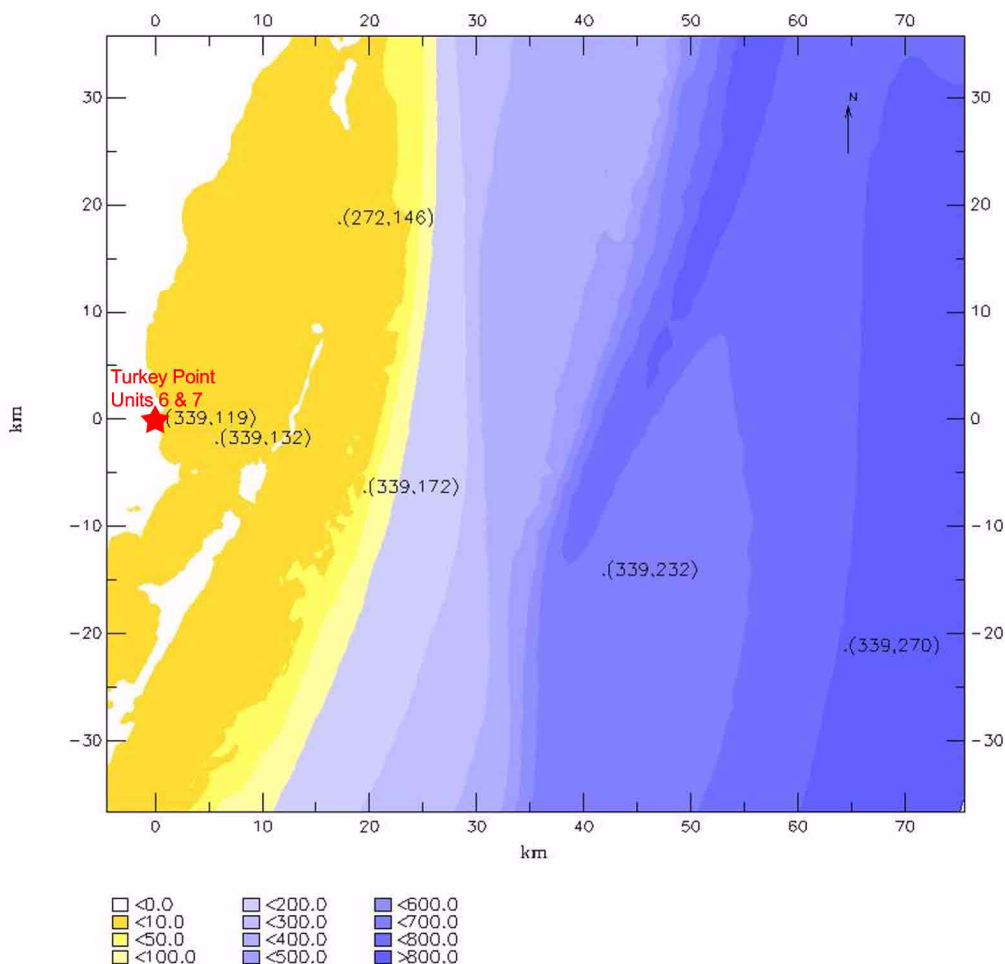 0 10 20 30 40 50 60 70
30 30
N
20 .(272,146) 20
10 10
Turkey Point
Units 6 & 7
0 (339,119) 0
.(339,132)
km
.(339,172)
-10 -10
.(339,232)
-20 -20
.(339,270)
-30 -30
0 10 20 30 40 50 60 70
km
<0.0 <200.0 <600.0
<10.0 <300.0 <700.0
<50.0 <400.0 <800.0
<100.0 <500.0 >800.0